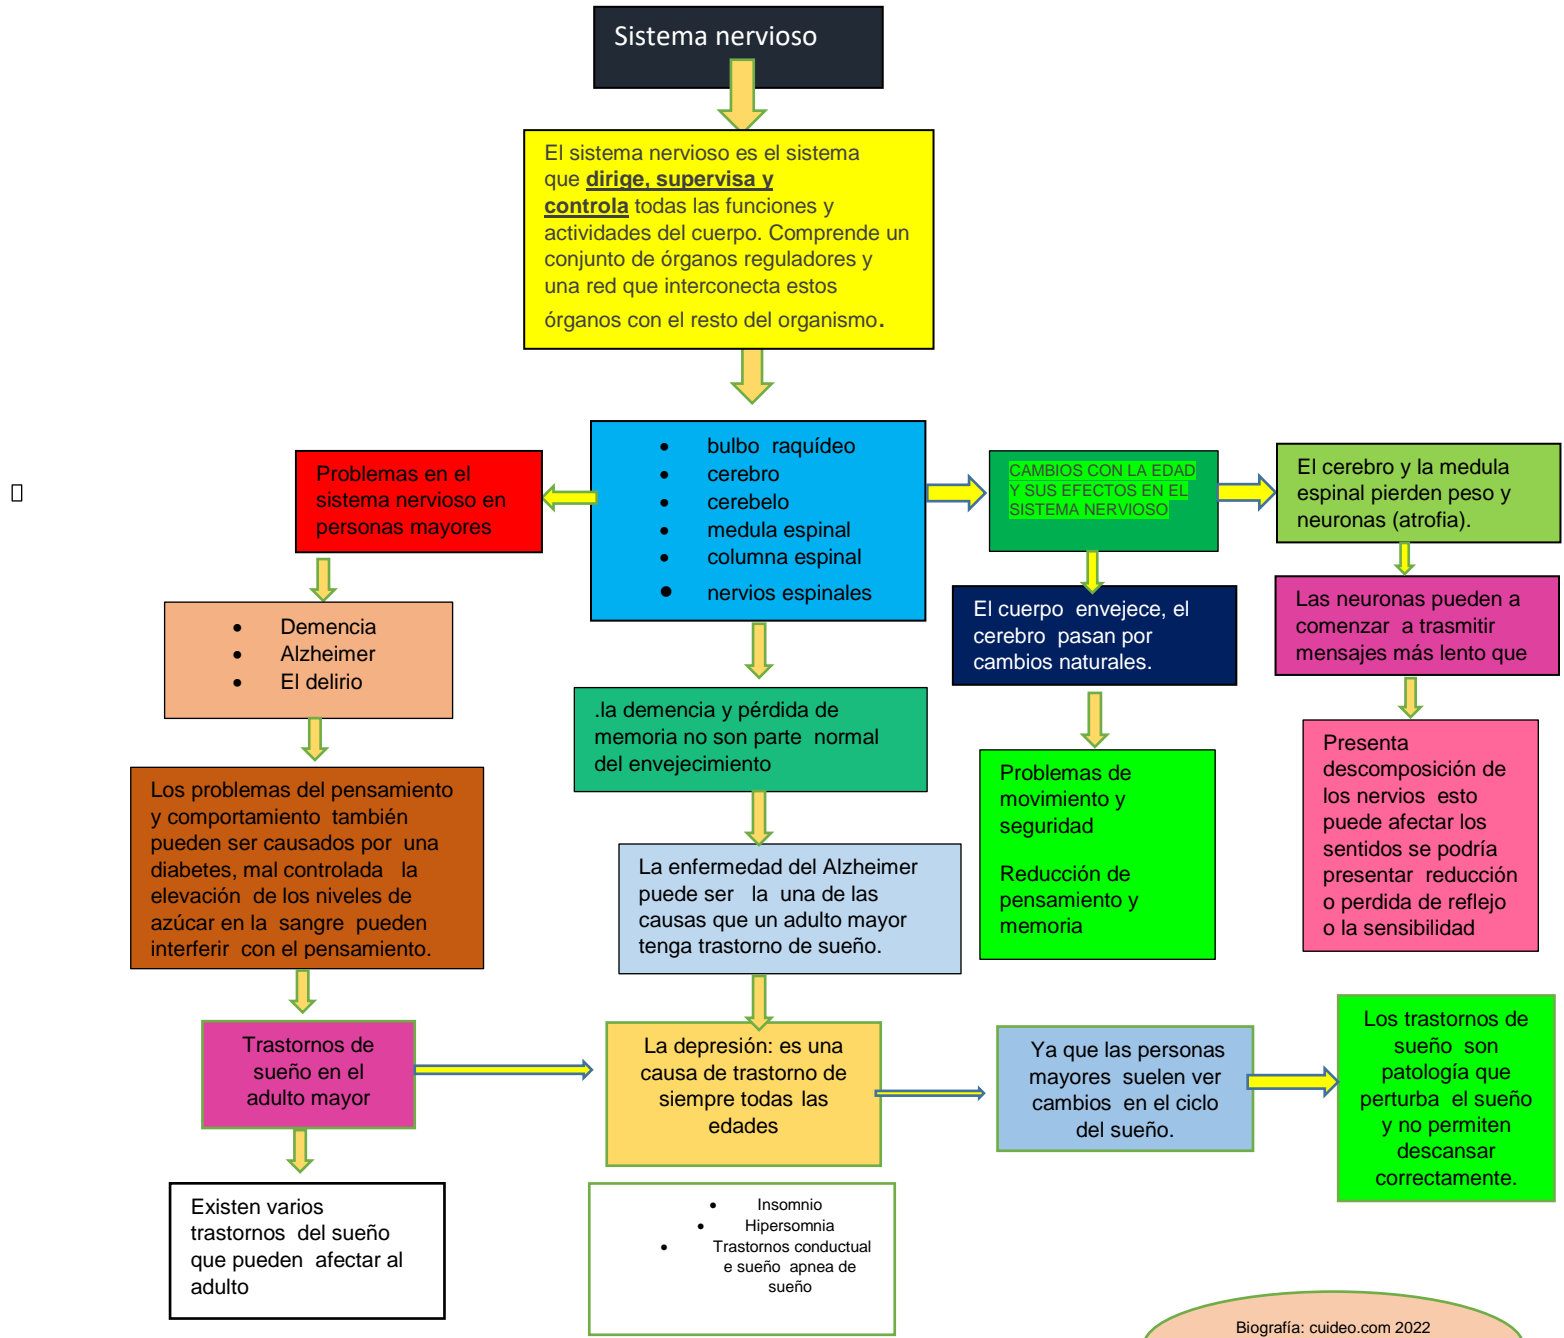 Sistema nervioso
El sistema nervioso es el sistema
que dirige, supervisa y
controla todas las funciones y
actividades del cuerpo. Comprende un
conjunto de órganos reguladores y
una red que interconecta estos
órganos con el resto del organismo.
Problemas en el
sistema nervioso en
personas mayores
• bulbo raquídeo
• cerebro
• cerebelo
• medula espinal
• columna espinal
• nervios espinales
CAMBIOS CON LA EDAD
Y SUS EFECTOS EN EL
SISTEMA NERVIOSO
El cerebro y la medula
espinal pierden peso y
neuronas (atrofia).
• Demencia
• Alzheimer
• El delirio
.la demencia y pérdida de
memoria no son parte normal
del envejecimiento
El cuerpo envejece, el
cerebro pasan por
cambios naturales.
Las neuronas pueden a
comenzar a trasmitir
mensajes más lento que
Los problemas del pensamiento
y comportamiento también
pueden ser causados por una
diabetes, mal controlada la
elevación de los niveles de
azúcar en la sangre pueden
interferir con el pensamiento.
La enfermedad del Alzheimer
puede ser la una de las
causas que un adulto mayor
tenga trastorno de sueño.
Problemas de
movimiento y
seguridad
Reducción de
pensamiento y
memoria
Presenta
descomposición de
los nervios esto
puede afectar los
sentidos se podría
presentar reducción
o perdida de reflejo
o la sensibilidad
Trastornos de
sueño en el
adulto mayor
La depresión: es una
causa de trastorno de
siempre todas las
edades
Ya que las personas
mayores suelen ver
cambios en el ciclo
del sueño.
Los trastornos de
sueño son
patología que
perturba el sueño
y no permiten
descansar
correctamente.
Existen varios
trastornos del sueño
que pueden afectar al
adulto
• Insomnio
• Hipersomnia
• Trastornos conductual
e sueño apnea de
sueño
Biografía: cuideo.com 2022